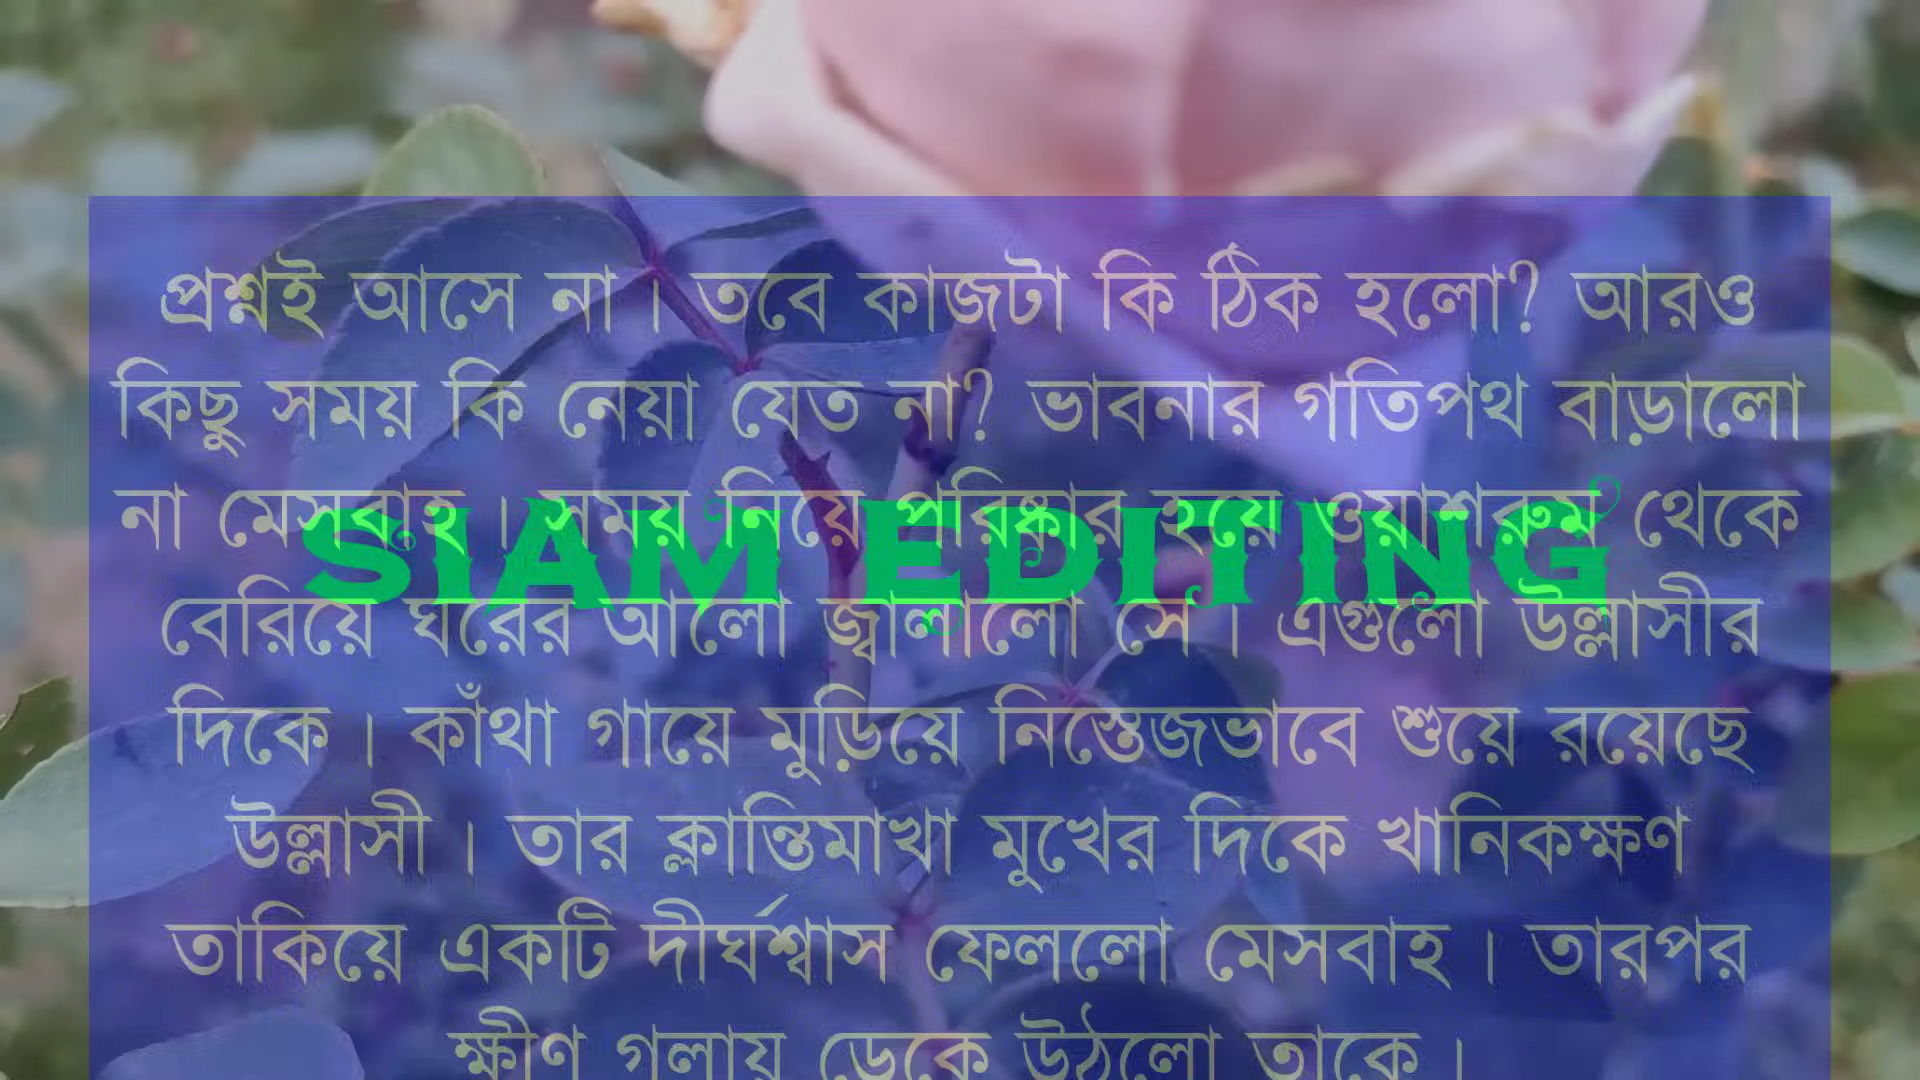 প্রশ্নই আসে না । তবে কাজটা কি ঠিক হলো? আরও
কিছু সময় কি নেয়া যেত না? ভাবনার গতিপথ বাড়ালো
না মেসবাহ । সময় নিয়ে পরিষ্কার হয়ে ওয়াশরুম থেকে
SIAM EDITING
বেরিয়ে ঘরের আলো জ্বালালো সে । এগুলো উল্লাসীর
দিকে । কাঁথা গায়ে মুড়িয়ে নিস্তেজভাবে শুয়ে রয়েছে
উল্লাসী । তার ক্লান্তিমাখা মুখের দিকে খানিকক্ষণ
তাকিয়ে একটি দীর্ঘশ্বাস ফেললো মেসবাহ । তারপর
ক্ষীণ গলায় ডেকে উঠলো তাকে ।